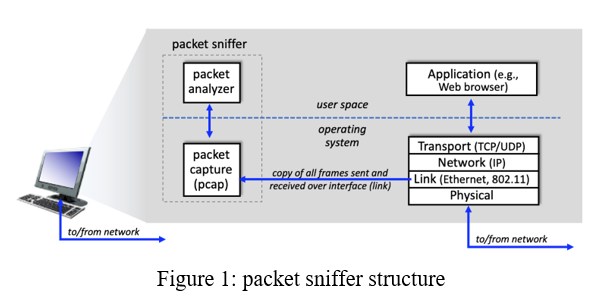 packet sniffer
packet
analyzer
Application (e.g.,
Web browser)
user space
operating
system
packet
capture
(pcap)
copy of all frames sent and
received over interface (link)
Transport (TCP/UDP)
Network (IP)
Link (Ethernet, 802.11)
Physical
to/from network
to/from network
Figure 1: packet sniffer structure